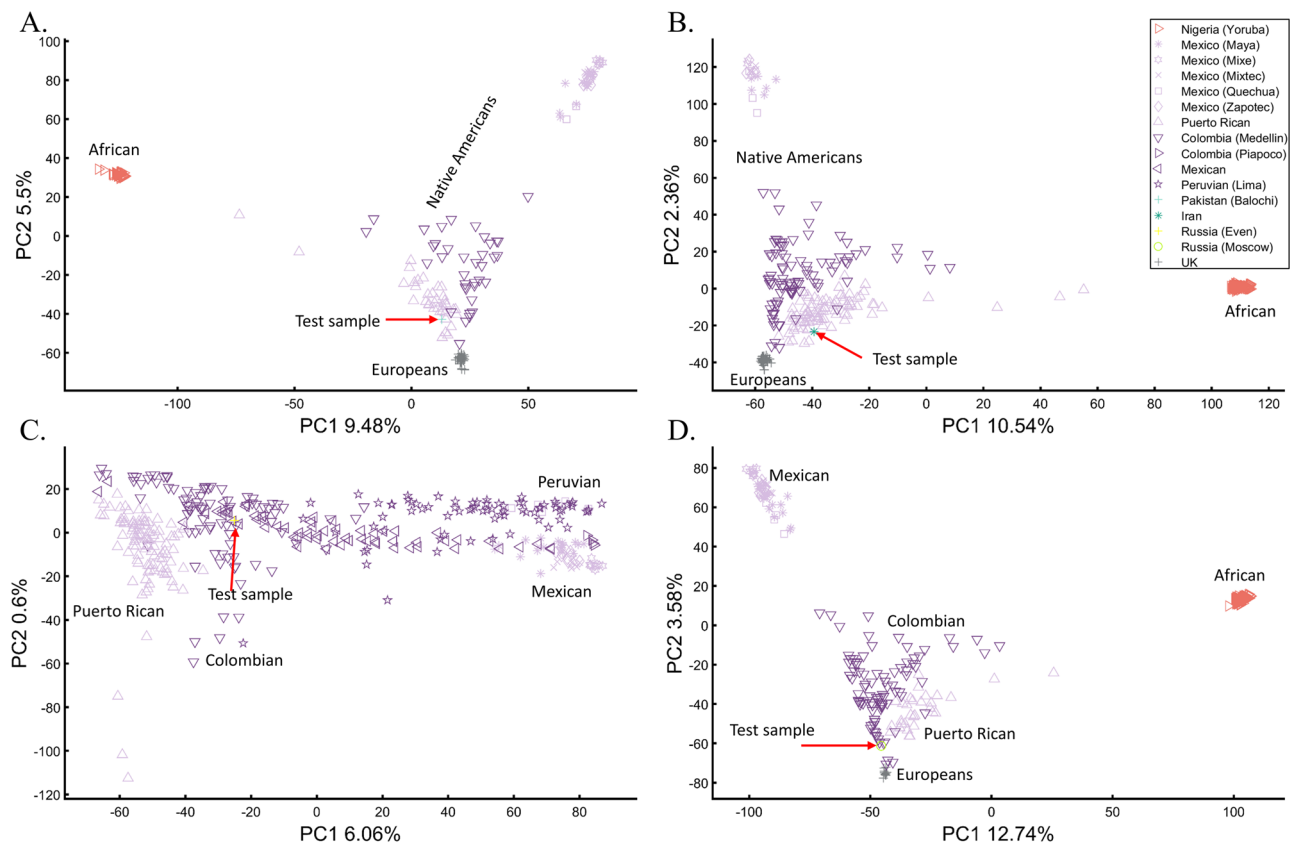 A.
100
80
60
40
20
0
-20
-40
-60
African
Native Americans
Test sample
Europeans
PC2 5.5%
-100
-50
0
50
PC1 9.48%
B.
120
100
80
60
40
20
0
-20
-40
Native Americans
African
Test sample
Europeans
PC2 2.36%
-60
-40
-20
0
20
40
60
80
100
120
PC1 10.54%
Nigeria (Yoruba)
Mexico (Maya)
Mexico (Mixe)
Mexico (Mixtec)
Mexico (Quechua)
Mexico (Zapotec)
Puerto Rican
Colombia (Medellin)
Colombia (Piapoco)
Mexican
Peruvian (Lima)
Pakistan (Balochi)
Iran
Russia (Even)
Russia (Moscow)
UK
C.
20
0
-20
-40
-60
-80
-100
-120
Peruvian
Mexican
Test sample
Puerto Rican
Colombian
PC2 0.6%
-60
-40
-20
0
20
40
60
80
PC1 6.06%
D.
80
60
40
20
0
-20
-40
-60
-80
Mexican
African
Colombian
Test sample
Puerto Rican
Europeans
PC2 3.58%
-100
-50
0
50
100
PC1 12.74%